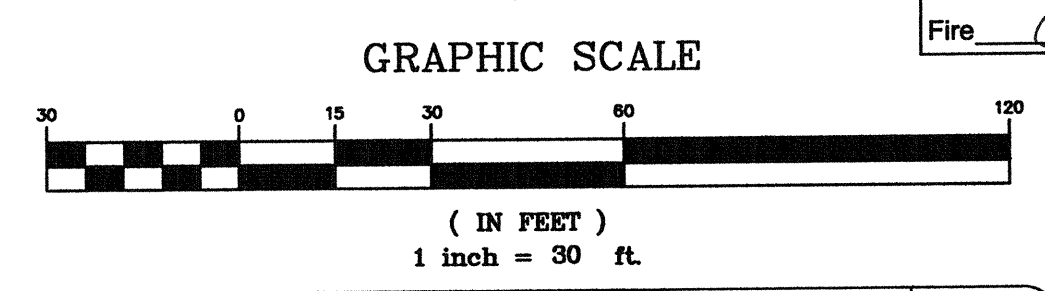 Fire
GRAPHIC SCALE
30 0 15 30 60 120
( IN FEET )
1 inch = 30 ft.